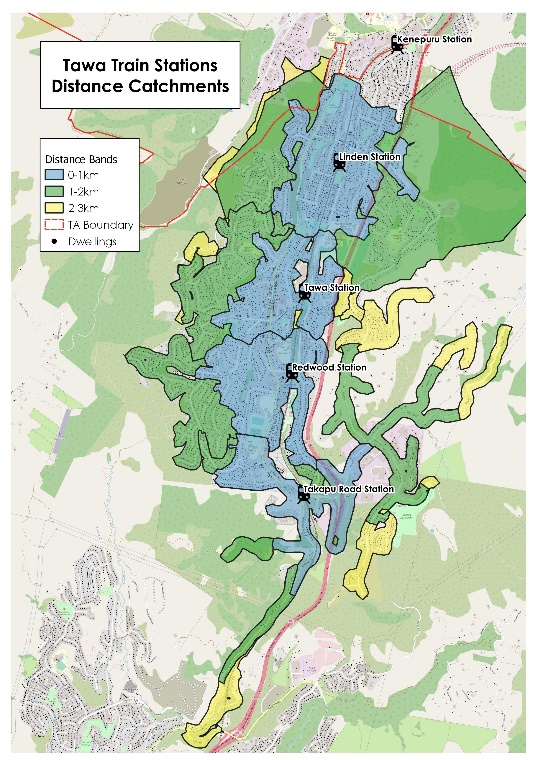 Kenepuru Station
Tawa Train Stations
Distance Catchments
Distance Bands
0-1km
1-2km
2-3km
TA Boundary
Dwellings
Linden Station
Tawa Station
Redwood Station
Takapu Road Station